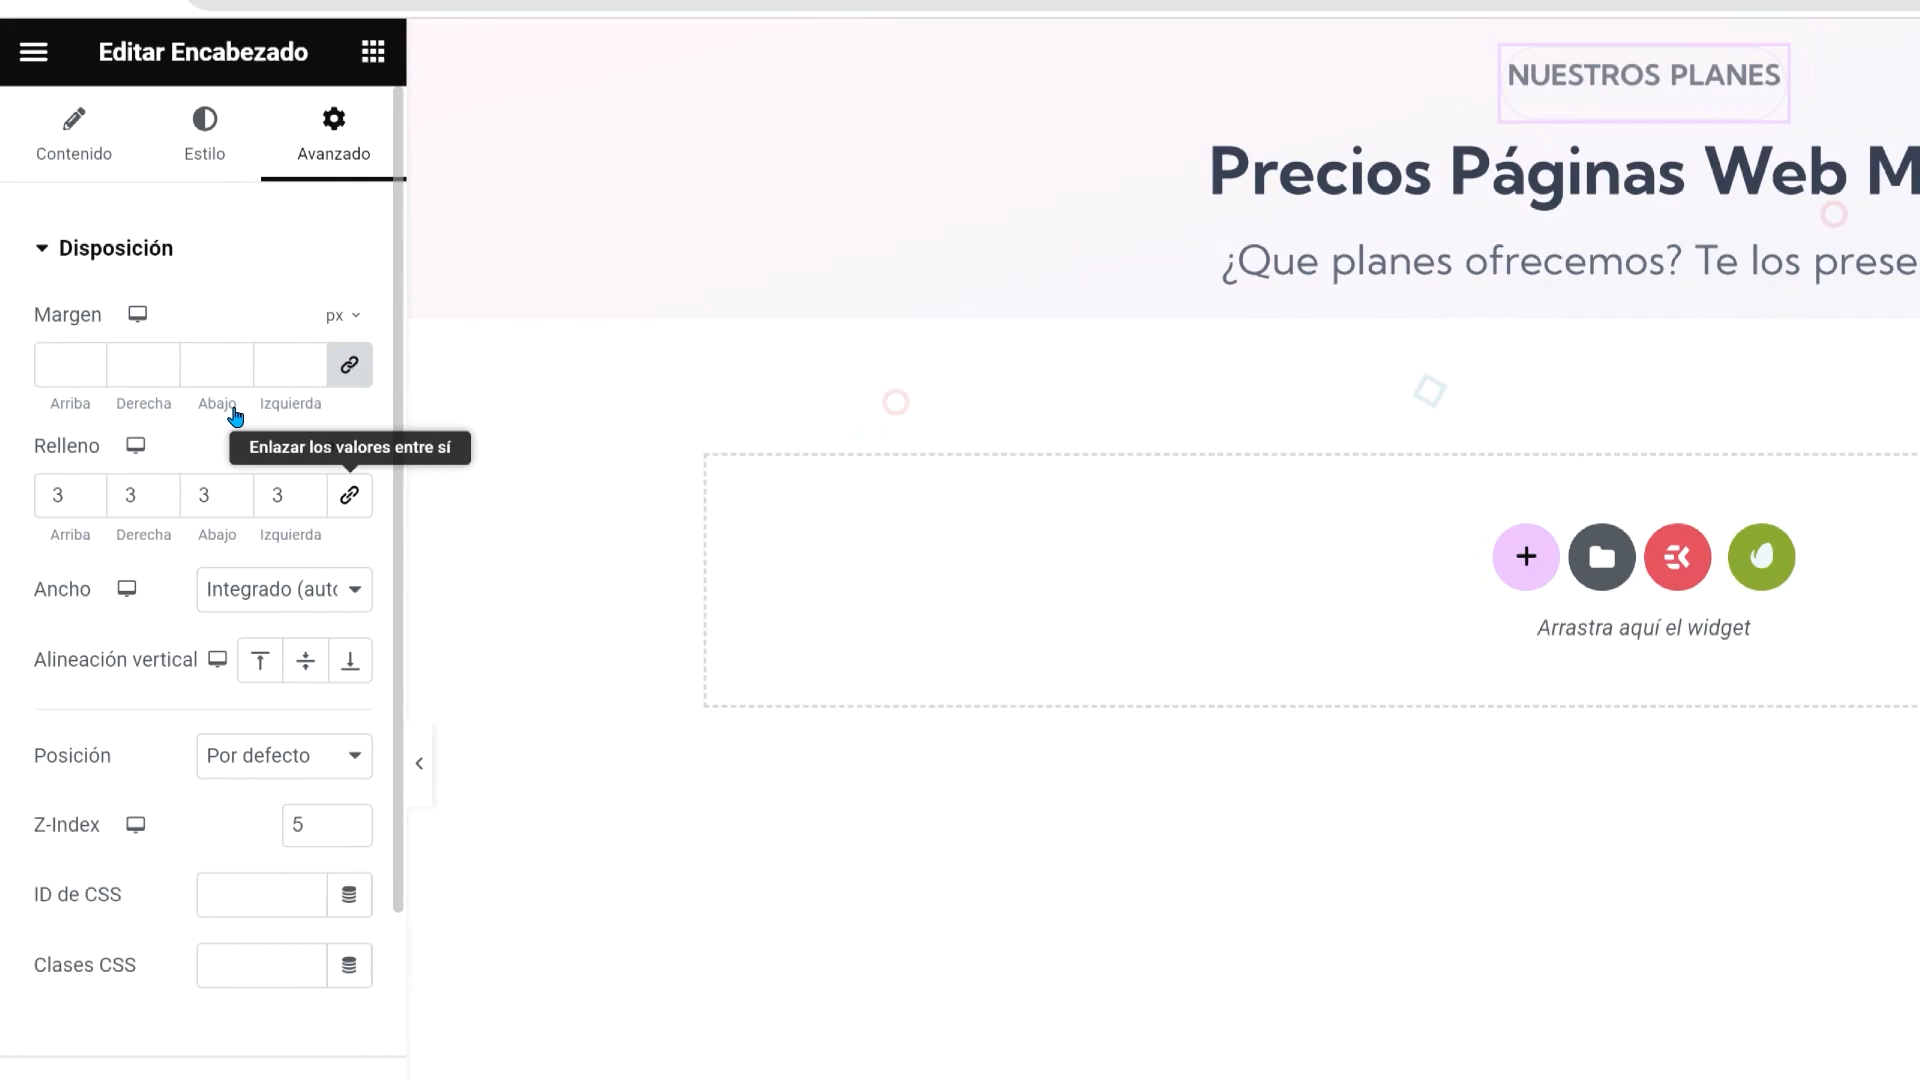 Editar Encabezado
Contenido
Estilo
Avanzado
Disposición
Margen
px
Arriba
Derecha
Abajo
Izquierda
Relleno
Enlazar los valores entre sí
3
3
3
3
Arriba
Derecha
Abajo
Izquierda
Ancho
Integrado (auto
Alineación vertical
Posición
Por defecto
Z-Index
5
ID de CSS
Clases CSS
NUESTROS PLANES
Precios Páginas Web M
¿Que planes ofrecemos? Te los prese
Arrastra aquí el widget